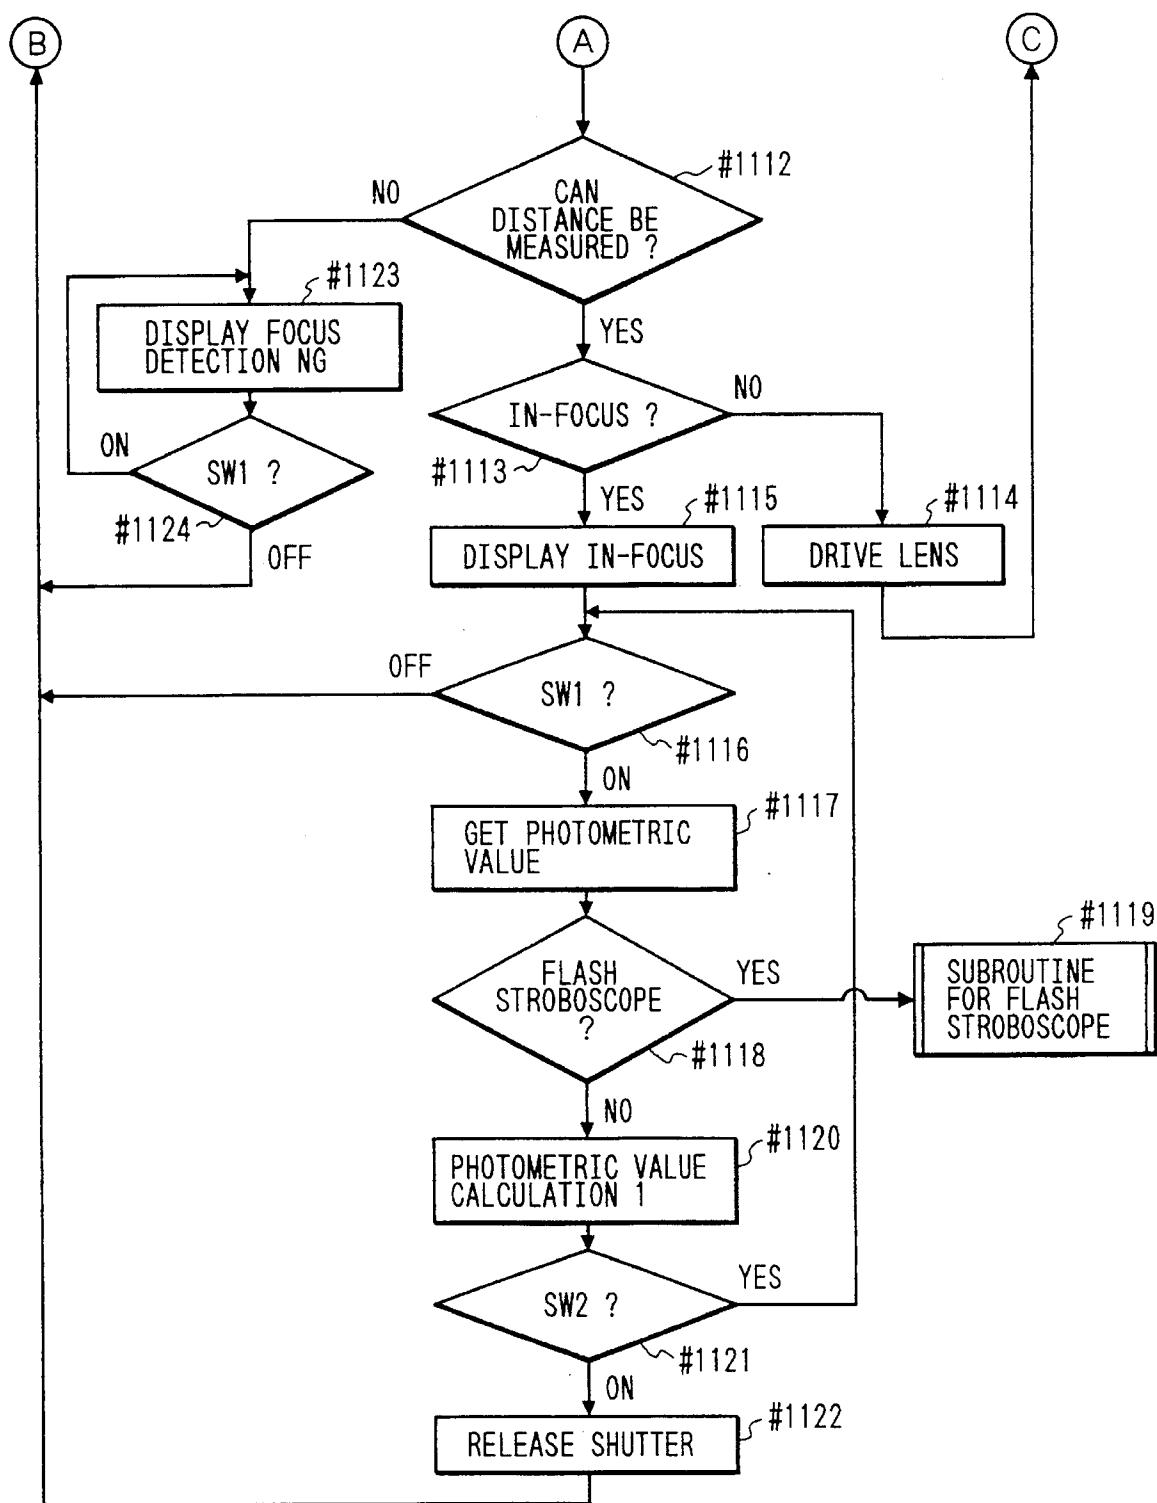 B
A
C
#1112
NO
CAN
DISTANCE BE
MEASURED ?
#1123
YES
DISPLAY FOCUS
DETECTION NG
NO
IN-FOCUS ?
ON
SW1 ?
#1113
#1124
YES
#1115
#1114
OFF
DISPLAY IN-FOCUS
DRIVE LENS
OFF
SW1 ?
#1116
ON
#1117
GET PHOTOMETRIC
VALUE
#1119
FLASH
STROBOSCOPE
?
YES
SUBROUTINE
FOR FLASH
STROBOSCOPE
#1118
NO
#1120
PHOTOMETRIC VALUE
CALCULATION 1
YES
SW2 ?
#1121
ON
#1122
RELEASE SHUTTER